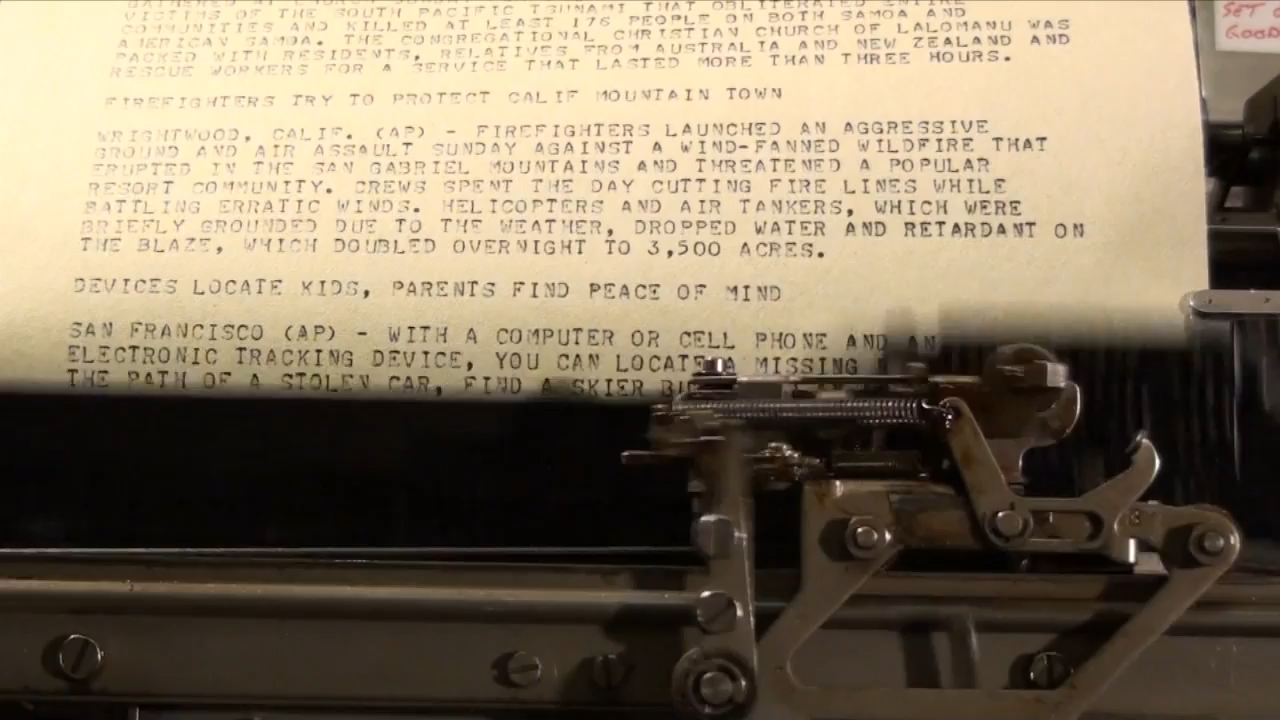 VICTIMS OF THE SOUTH PACIFIC TSUNAMI THAT OBLITERATED ENTIRE
COMMUNITIES AND KILLED AT LEAST 176 PEOPLE ON BOTH SAMOA AND
AMERICAN SAMOA. THE CONGREGATIONAL CHRISTIAN CHURCH OF LALOMANU WAS
PACKED WITH RESIDENTS, RELATIVES FROM AUSTRALIA AND NEW ZEALAND AND
RESCUE WORKERS FOR A SERVICE THAT LASTED MORE THAN THREE HOURS.
FIREFIGHTERS TRY TO PROTECT CALIF MOUNTAIN TOWN
WRIGHTWOOD, CALIF. (AP) - FIREFIGHTERS LAUNCHED AN AGGRESSIVE
GROUND AND AIR ASSAULT SUNDAY AGAINST A WIND-FANNED WILDFIRE THAT
ERUPTED IN THE SAN GABRIEL MOUNTAINS AND THREATENED A POPULAR
RESORT COMMUNITY. CREWS SPENT THE DAY CUTTING FIRE LINES WHILE
BATTLING ERRATIC WINDS. HELICOPTERS AND AIR TANKERS, WHICH WERE
BRIEFLY GROUNDED DUE TO THE WEATHER, DROPPED WATER AND RETARDANT ON
THE BLAZE, WHICH DOUBLED OVERNIGHT TO 3,500 ACRES.
DEVICES LOCATE KIDS, PARENTS FIND PEACE OF MIND
SAN FRANCISCO (AP) - WITH A COMPUTER OR CELL PHONE AND AN
ELECTRONIC TRACKING DEVICE, YOU CAN LOCATE A MISSING
THE PATH OF A STOLEN CAR, FIND A SKIER
SET
GOOD